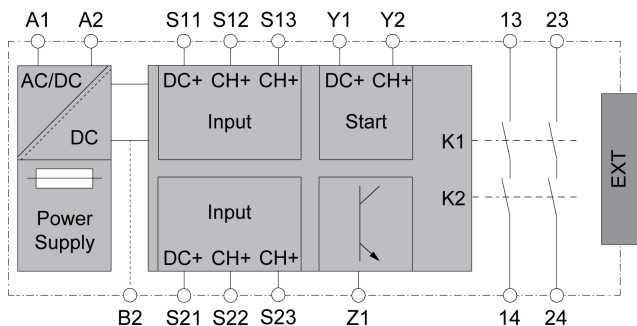 A1 A2 S11 S12 S13 Y1 Y2 13 23
AC/DC DC+ CH+ CH+ DC+ CH+
Input Start
DC
K1
EXT
K2
Power
Supply
Input
DC+ CH+ CH+
B2 S21 S22 S23 Z1 14 24